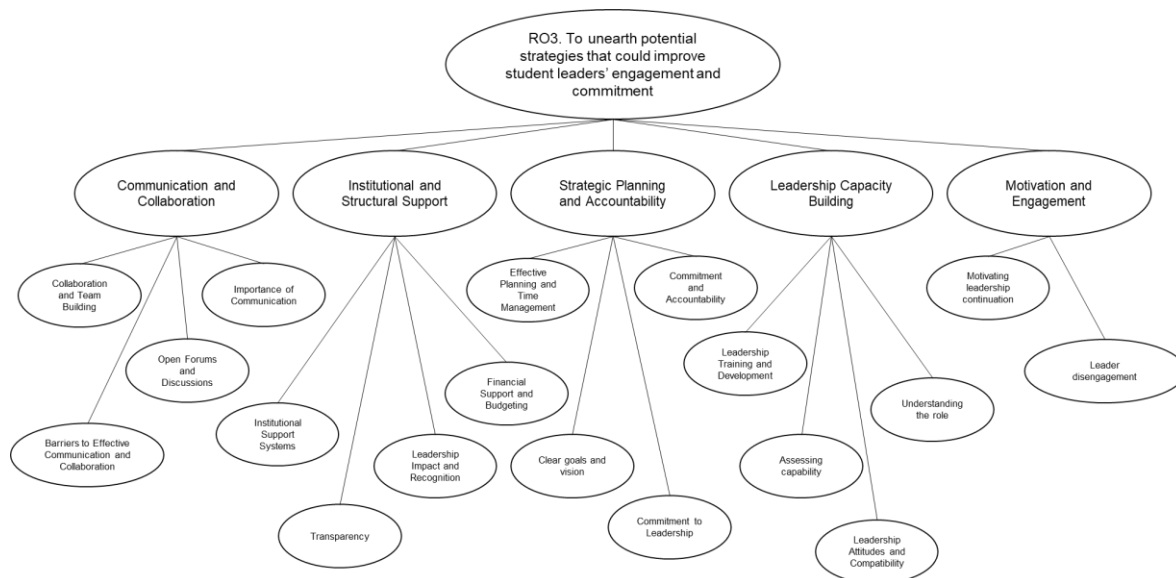 RO3. To unearth potential
strategies that could improve
student leaders' engagement and
commitment
Communication and
Collaboration
Institutional and
Structural Support
Strategic Planning
and Accountability
Leadership Capacity
Building
Motivation and
Engagement
Collaboration
and Team
Building
Importance of
Communication
Open Forums
and
Discussions
Barriers to Effective
Communication and
Collaboration
Institutional
Support
Systems
Transparency
Leadership
Impact and
Recognition
Financial
Support and
Budgeting
Effective
Planning and
Time
Management
Commitment
and
Accountability
Clear goals and
vision
Commitment to
Leadership
Leadership
Training and
Development
Assessing
capability
Leadership
Attitudes and
Compatibility
Understanding
the role
Motivating
leadership
continuation
Leader
disengagement